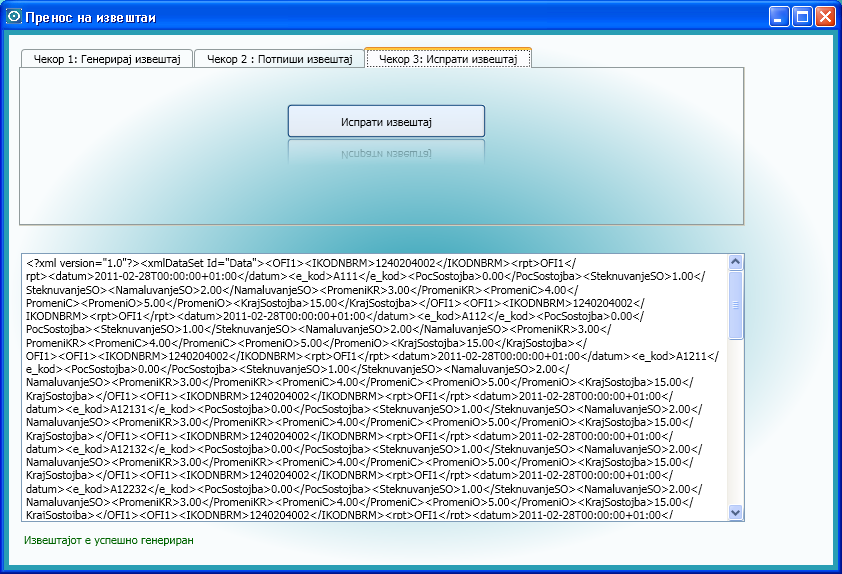 Пренос на извештаи
Чекор 1: Генерирај извештај
Чекор 2 : Потпиши извештај
Чекор 3: Испрати извештај
Испрати извештај
Испрати извештај
<?xml version="1.0"?><xmlDataSet Id="Data"><OFI1><IKODNBRM>1240204002</IKODNBRM><rpt>OFI1</
rpt><datum>2011-02-28T00:00:00+01:00</datum><e_kod>A111</e_kod><PocSostojba>0.00</PocSostojba><SteknuvanjeSO>1.00</
SteknuvanjeSO><NamaluvanjeSO>2.00</NamaluvanjeSO><PromeniKR>3.00</PromeniKR><PromeniC>4.00</
PromeniC><PromeniO>5.00</PromeniO><KrajSostojba>15.00</KrajSostojba></OFI1><OFI1><IKODNBRM>1240204002</
IKODNBRM><rpt>OFI1</rpt><datum>2011-02-28T00:00:00+01:00</datum><e_kod>A112</e_kod><PocSostojba>0.00</
PocSostojba><SteknuvanjeSO>1.00</SteknuvanjeSO><NamaluvanjeSO>2.00</NamaluvanjeSO><PromeniKR>3.00</
PromeniKR><PromeniC>4.00</PromeniC><PromeniO>5.00</PromeniO><KrajSostojba>15.00</KrajSostojba></
OFI1><OFI1><IKODNBRM>1240204002</IKODNBRM><rpt>OFI1</rpt><datum>2011-02-28T00:00:00+01:00</datum><e_kod>A1211</
e_kod><PocSostojba>0.00</PocSostojba><SteknuvanjeSO>1.00</SteknuvanjeSO><NamaluvanjeSO>2.00</
NamaluvanjeSO><PromeniKR>3.00</PromeniKR><PromeniC>4.00</PromeniC><PromeniO>5.00</PromeniO><KrajSostojba>15.00</
KrajSostojba></OFI1><OFI1><IKODNBRM>1240204002</IKODNBRM><rpt>OFI1</rpt><datum>2011-02-28T00:00:00+01:00</
datum><e_kod>A12131</e_kod><PocSostojba>0.00</PocSostojba><SteknuvanjeSO>1.00</SteknuvanjeSO><NamaluvanjeSO>2.00</
NamaluvanjeSO><PromeniKR>3.00</PromeniKR><PromeniC>4.00</PromeniC><PromeniO>5.00</PromeniO><KrajSostojba>15.00</
KrajSostojba></OFI1><OFI1><IKODNBRM>1240204002</IKODNBRM><rpt>OFI1</rpt><datum>2011-02-28T00:00:00+01:00</
datum><e_kod>A12132</e_kod><PocSostojba>0.00</PocSostojba><SteknuvanjeSO>1.00</SteknuvanjeSO><NamaluvanjeSO>2.00</
NamaluvanjeSO><PromeniKR>3.00</PromeniKR><PromeniC>4.00</PromeniC><PromeniO>5.00</PromeniO><KrajSostojba>15.00</
KrajSostojba></OFI1><OFI1><IKODNBRM>1240204002</IKODNBRM><rpt>OFI1</rpt><datum>2011-02-28T00:00:00+01:00</
datum><e_kod>A12232</e_kod><PocSostojba>0.00</PocSostojba><SteknuvanjeSO>1.00</SteknuvanjeSO><NamaluvanjeSO>2.00</
NamaluvanjeSO><PromeniKR>3.00</PromeniKR><PromeniC>4.00</PromeniC><PromeniO>5.00</PromeniO><KrajSostojba>15.00</
KrajSostojba></OFI1><OFI1><IKODNBRM>1240204002</IKODNBRM><rpt>OFI1</rpt><datum>2011-02-28T00:00:00+01:00</
Извештајот е успешно генериран